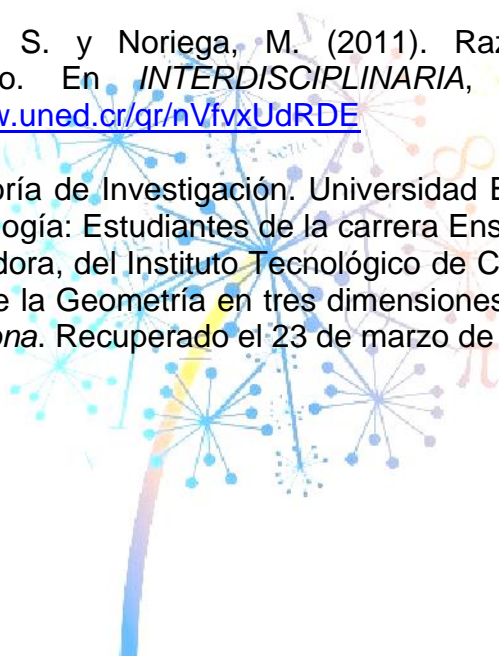 S. y Noriega, M. (2011). Raz
o. En INTERDISCIPLINARIA,
w.uned.cr/qr/nVfvxUdRDE
ría de Investigación. Universidad E
ogía: Estudiantes de la carrera Ens
dora, del Instituto Tecnológico de C
e la Geometría en tres dimensiones
ona. Recuperado el 23 de marzo de